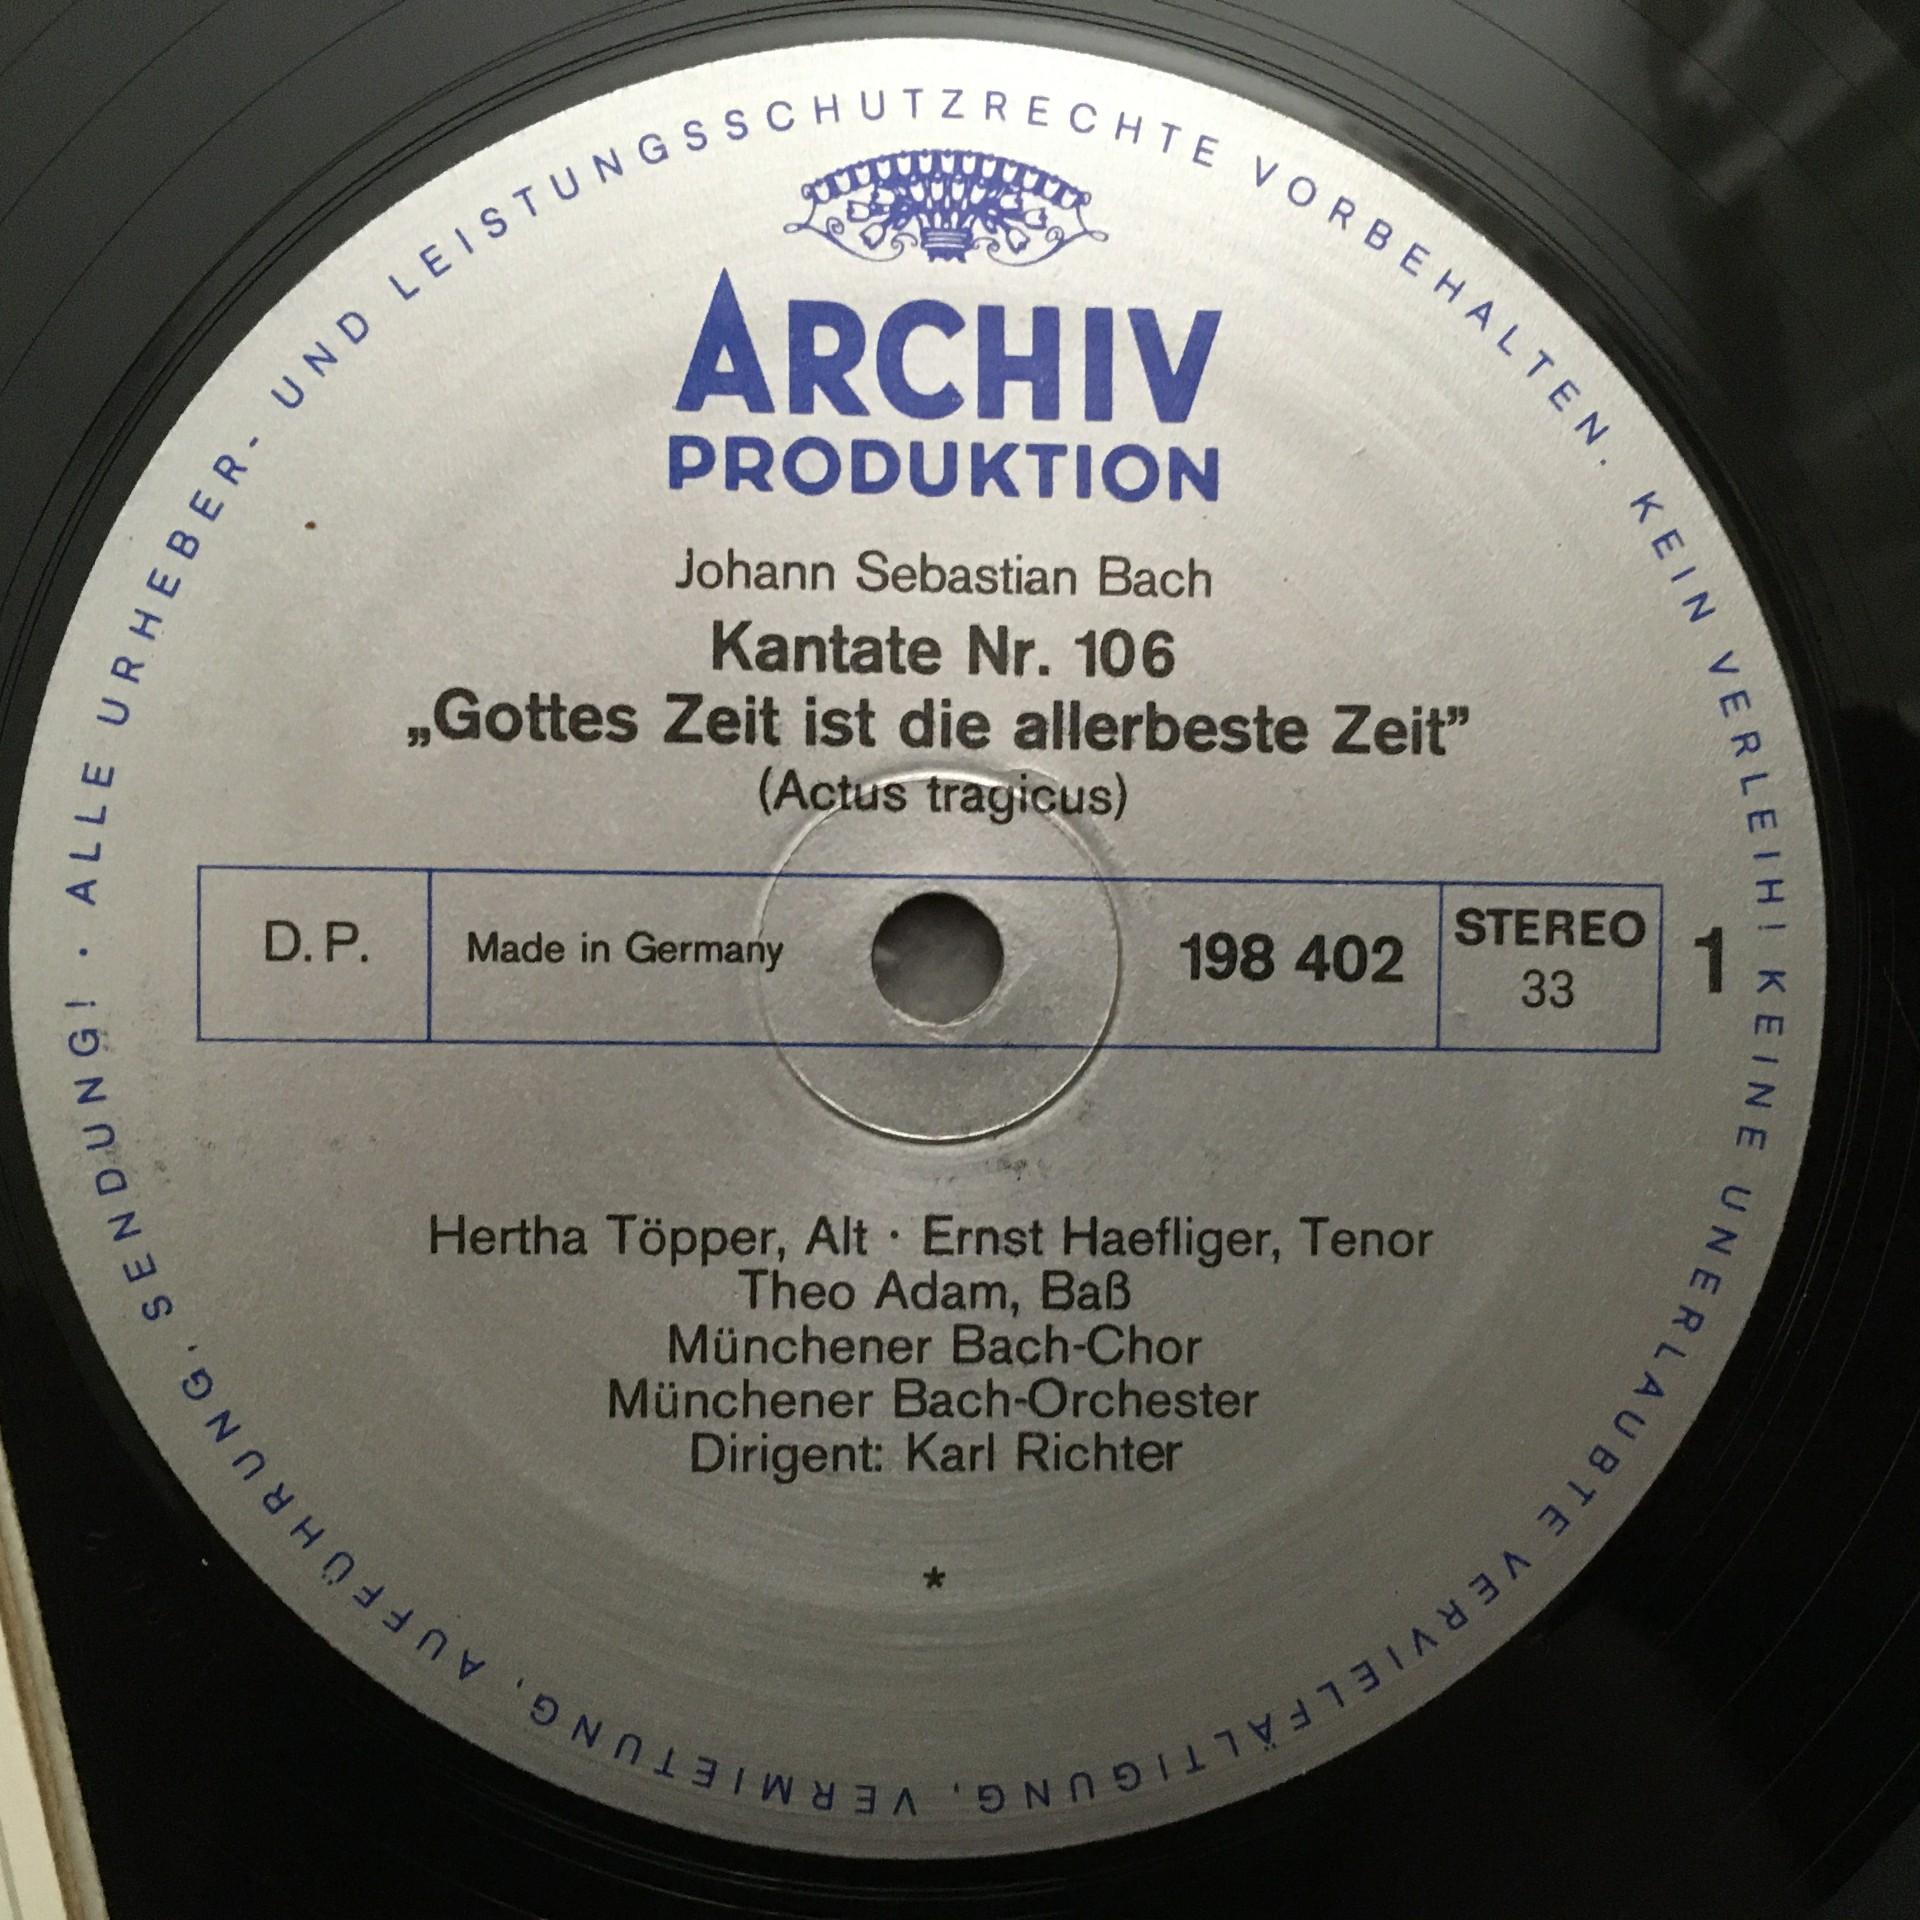 ALLE URHEBER- UND LEISTUNGSSCHUTZRECHTE VORBEHALTEN. KEIN VERLEIH! KEINE UNERLAUBTE VERVIELFÄLTIGUNG, VERMIETUNG, AUFFÜHRUNG, SENDUNG! ·
ARCHIV
PRODUKTION
Johann Sebastian Bach
Kantate Nr. 106
„Gottes Zeit ist die allerbeste Zeit”
(Actus tragicus)
D.P. Made in Germany 198 402 STEREO 1
33
Hertha Töpper, Alt · Ernst Haefliger, Tenor
Theo Adam, Baß
Münchener Bach-Chor
Münchener Bach-Orchester
Dirigent: Karl Richter
*